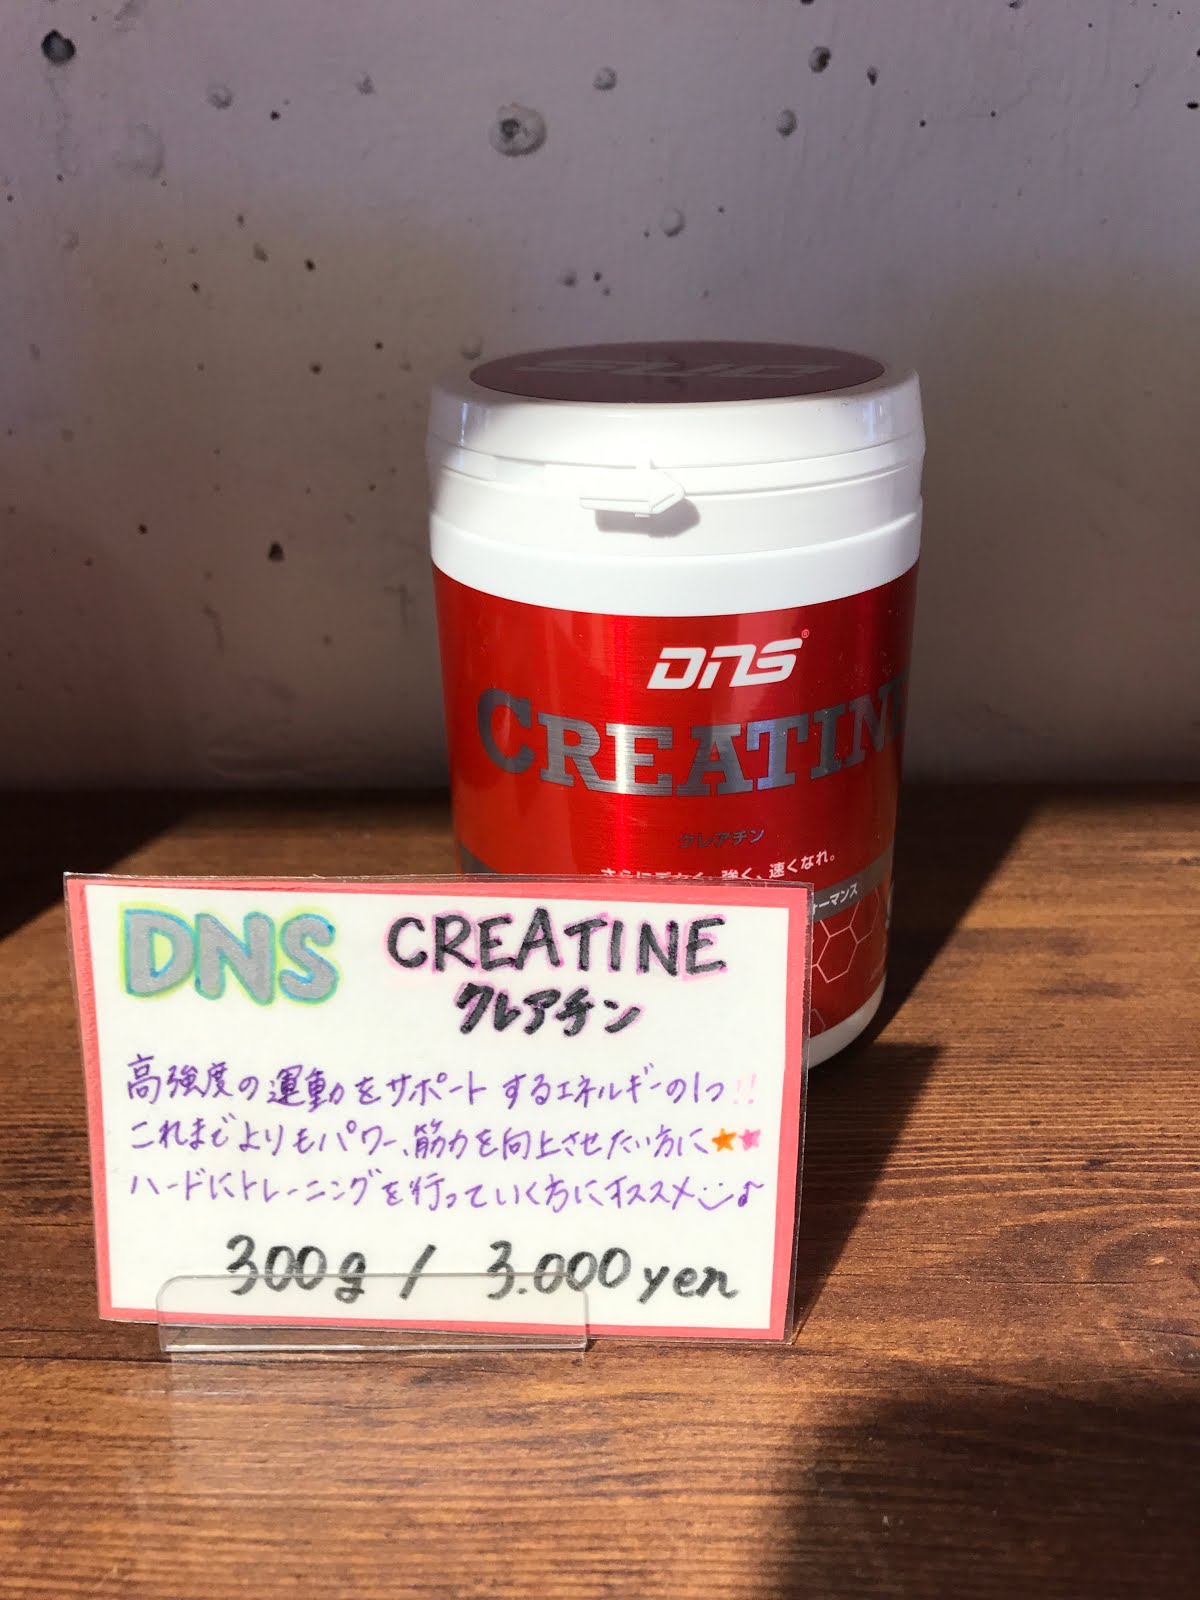 DNS
DNS®
CREATINE
クレアチン
強く、速くなれ。
ォーマンス
DNS CREATINE
クレアチン
高強度の運動をサポートするエネルギーの1つ!!
これまでよりもパワー、筋力を向上させたい方に★★
ハードにトレーニングを行っていく方にオススメ♪
300g / 3.000yen